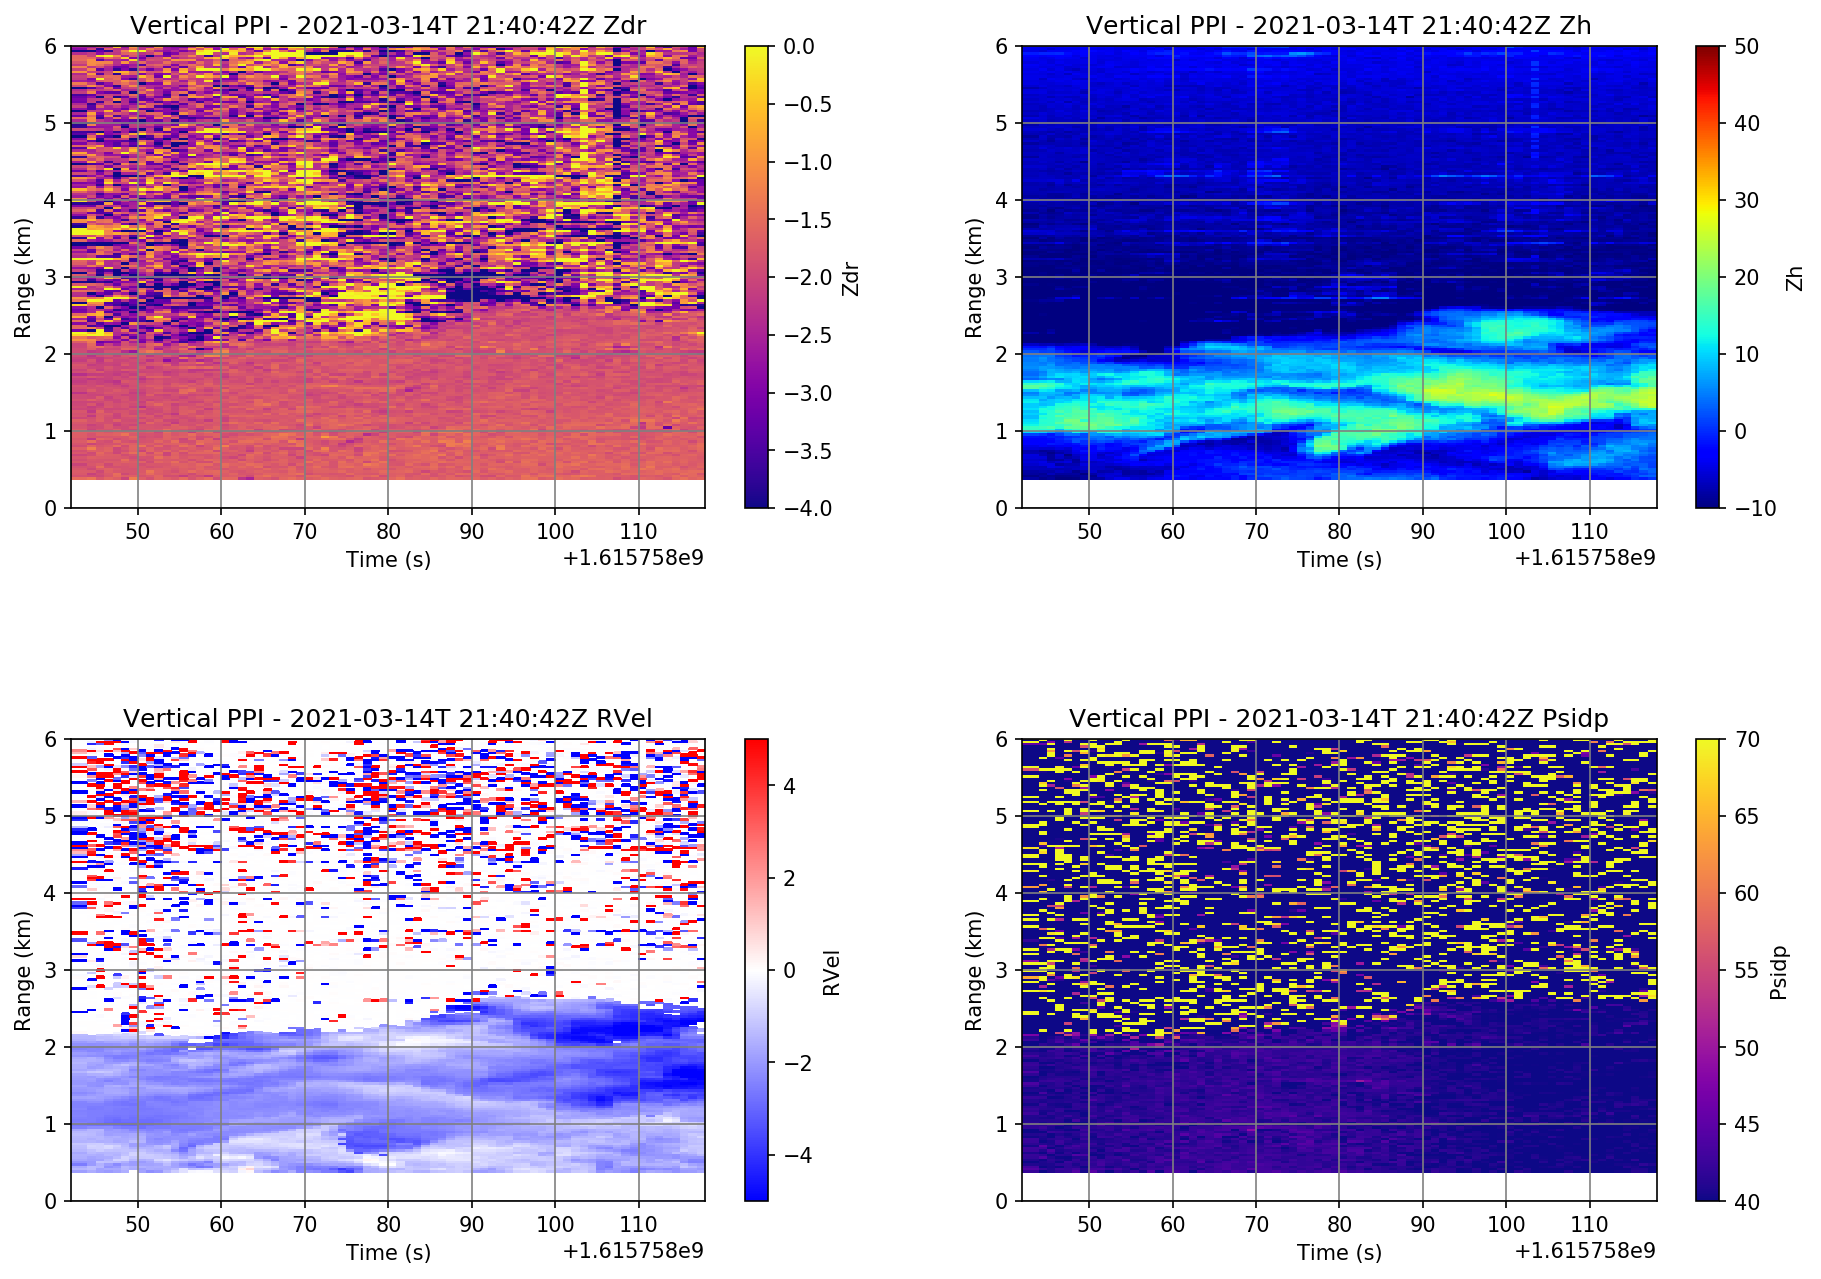 Vertical PPI - 2021-03-14T 21:40:42Z Zdr
6
5
4
3
2
1
0
Range (km)
50 60 70 80 90 100 110
Time (s)
+1.615758e9
0.0
−0.5
−1.0
−1.5
−2.0
−2.5
−3.0
−3.5
−4.0
Zdr
Vertical PPI - 2021-03-14T 21:40:42Z Zh
6
5
4
3
2
1
0
Range (km)
50 60 70 80 90 100 110
Time (s)
+1.615758e9
50
40
30
20
10
0
−10
Zh
Vertical PPI - 2021-03-14T 21:40:42Z RVel
6
5
4
3
2
1
0
Range (km)
50 60 70 80 90 100 110
Time (s)
+1.615758e9
4
2
0
−2
−4
RVel
Vertical PPI - 2021-03-14T 21:40:42Z Psidp
6
5
4
3
2
1
0
Range (km)
50 60 70 80 90 100 110
Time (s)
+1.615758e9
70
65
60
55
50
45
40
Psidp